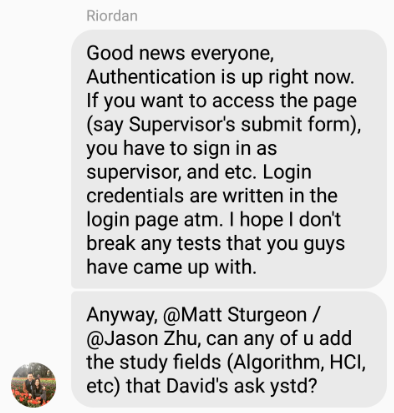 Riordan
Good news everyone,
Authentication is up right now.
If you want to access the page
(say Supervisor's submit form),
you have to sign in as
supervisor, and etc. Login
credentials are written in the
login page atm. I hope I don't
break any tests that you guys
have came up with.
Anyway, @Matt Sturgeon /
@Jason Zhu, can any of u add
the study fields (Algorithm, HCI,
etc) that David's ask ystd?